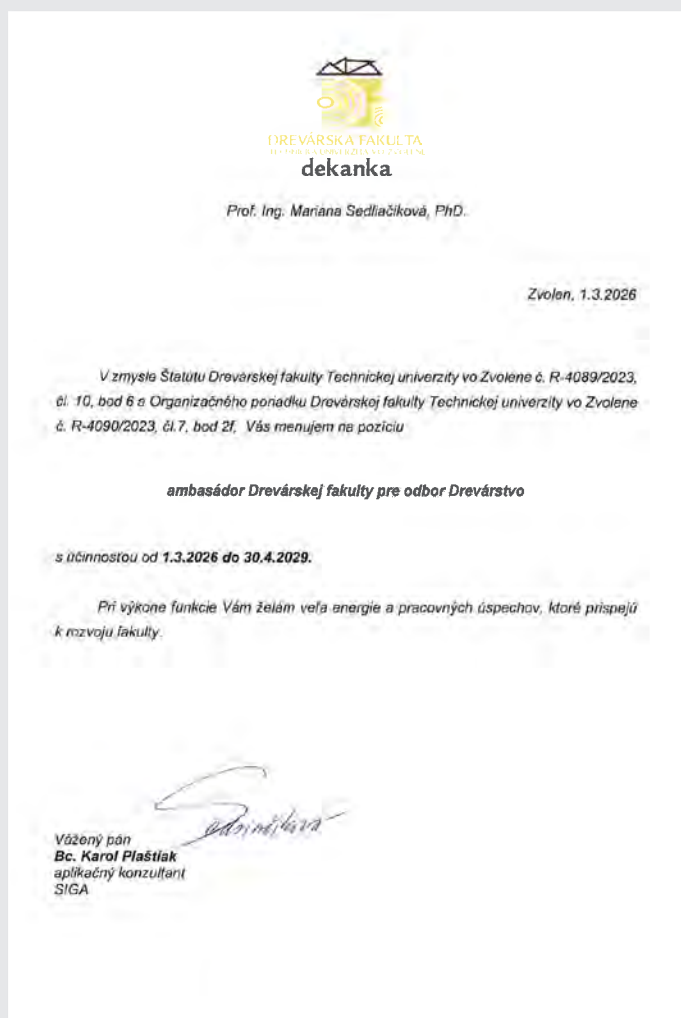 DREVÁRSKA FAKULTA
TECHNICKÁ UNIVERZITA VO ZVOLENE
dekanka
Prof. Ing. Mariana Sedliačiková, PhD.
Zvolen, 1.3.2026
V zmysle Štatútu Drevárskej fakulty Technickej univerzity vo Zvolene č. R-4089/2023,
čl. 10, bod 6 a Organizačného poriadku Drevárskej fakulty Technickej univerzity vo Zvolene
č. R-4090/2023, čl.7, bod 2f, Vás menujem na pozíciu
ambasádor Drevárskej fakulty pre odbor Drevárstvo
s účinnosťou od 1.3.2026 do 30.4.2029.
Pri výkone funkcie Vám želám veľa energie a pracovných úspechov, ktoré prispejú
k rozvoju fakulty.
Vážený pán
Bc. Karol Plaštiak
aplikačný konzultant
SIGA